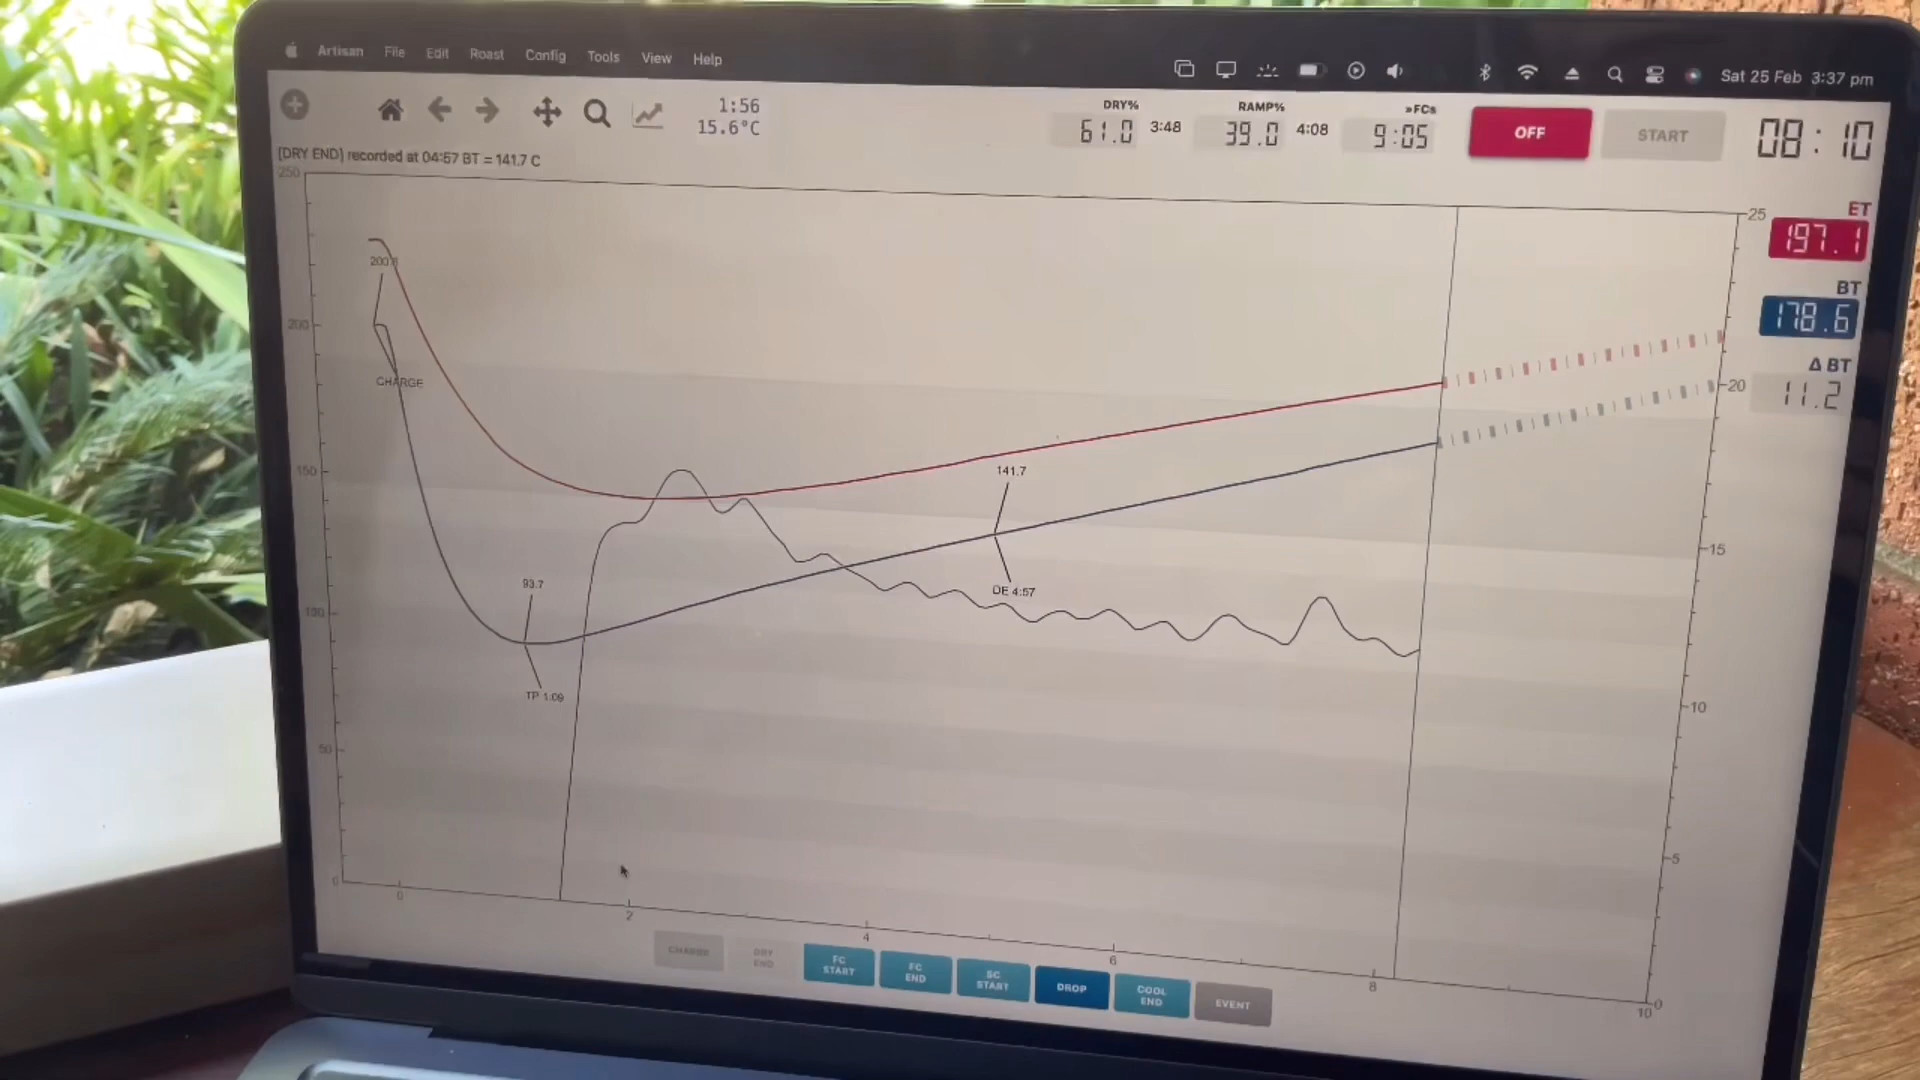 Artisan File Edit Roast Config Tools View Help
Sat 25 Feb 3:37 pm
1:56
15.6°C
DRY%
61.0
3:48
RAMP%
39.0
4:08
»FCs
9:05
OFF
START
08:10
[DRY END] recorded at 04:57 BT = 141.7 C
ET
197.1
BT
178.6
Δ BT
11.2
250
200
150
100
50
0
25
20
15
10
5
0
CHARGE
93.7
TP 1:09
141.7
DE 4:57
0
2
4
6
8
10
CHARGE
DRY
END
FC
START
FC
END
SC
START
DROP
COOL
END
EVENT